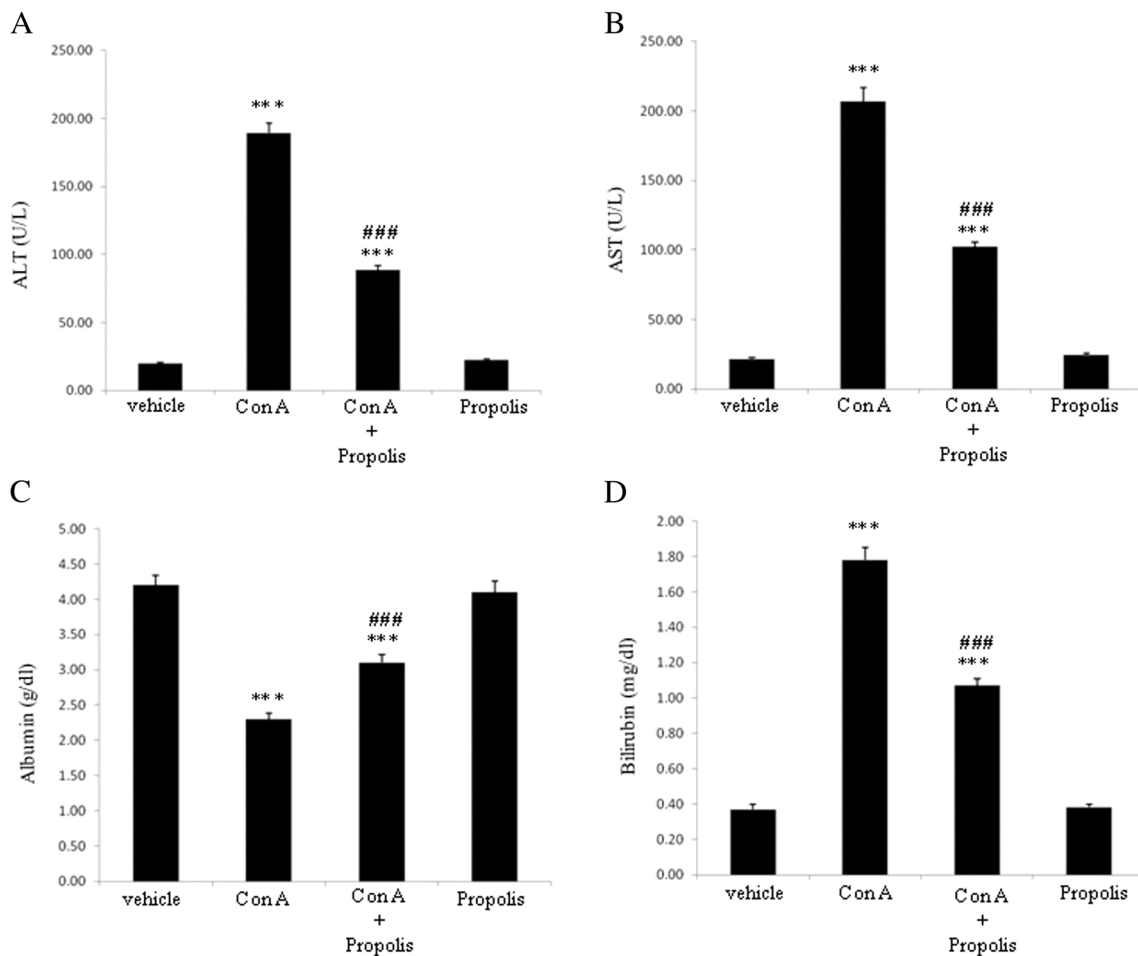 A
250.00
200.00
150.00
100.00
50.00
0.00
ALT (U/L)
***
###
***
vehicle
ConA
ConA
+
Propolis
Propolis
B
250.00
200.00
150.00
100.00
50.00
0.00
AST (U/L)
***
###
***
vehicle
ConA
ConA
+
Propolis
Propolis
C
5.00
4.50
4.00
3.50
3.00
2.50
2.00
1.50
1.00
0.50
0.00
Albumin (g/dl)
***
###
***
vehicle
ConA
ConA
+
Propolis
Propolis
D
2.00
1.80
1.60
1.40
1.20
1.00
0.80
0.60
0.40
0.20
0.00
Bilirubin (mg/dl)
***
###
***
vehicle
ConA
ConA
+
Propolis
Propolis